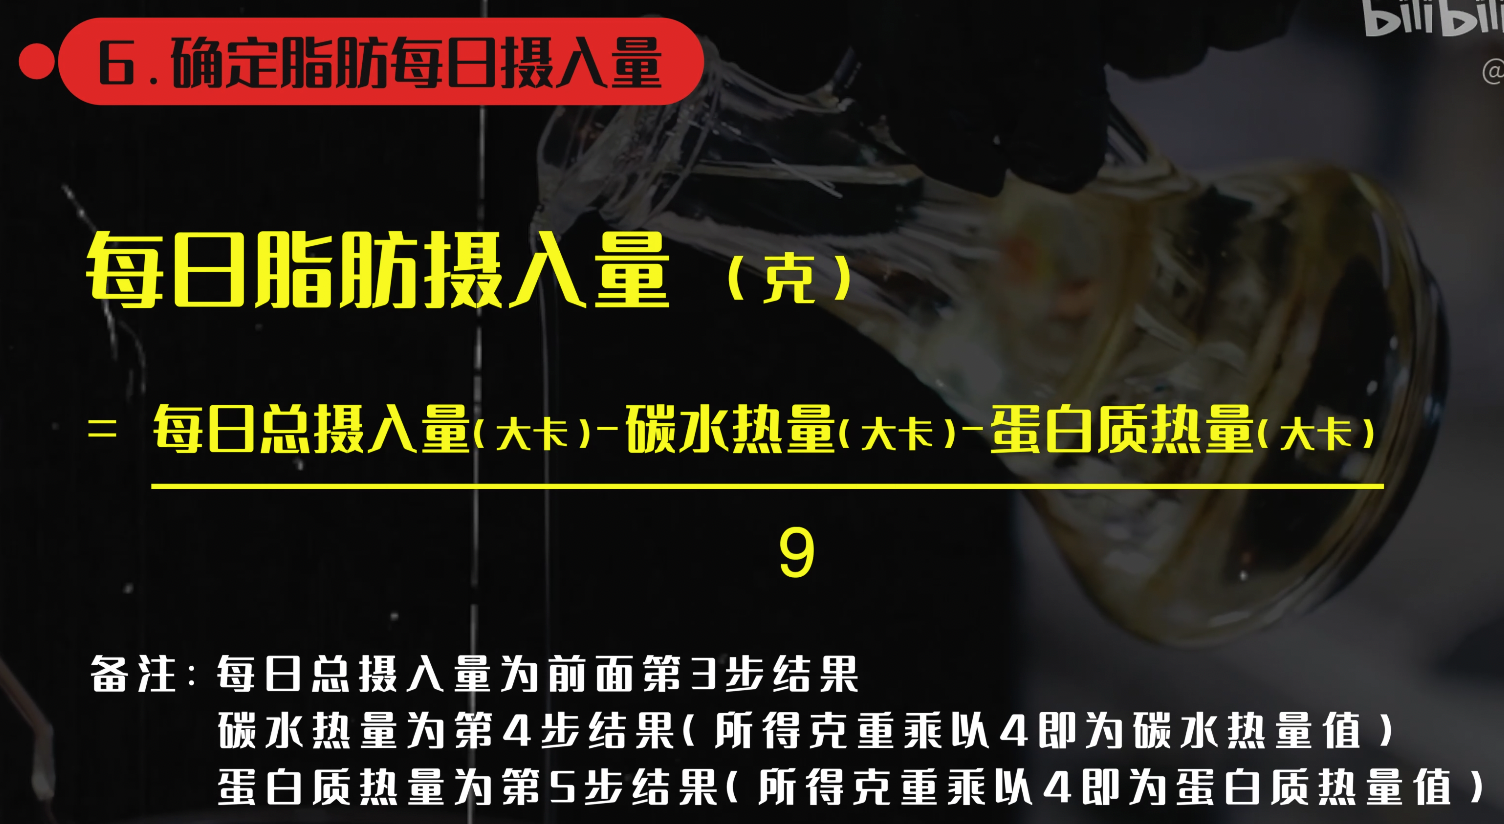 bilibili
@
6.确定脂肪每日摄入量
每日脂肪摄入量（克）
= 每日总摄入量(大卡)-碳水热量(大卡)-蛋白质热量(大卡)
9
备注：每日总摄入量为前面第3步结果
碳水热量为第4步结果(所得克重乘以4即为碳水热量值)
蛋白质热量为第5步结果(所得克重乘以4即为蛋白质热量值)